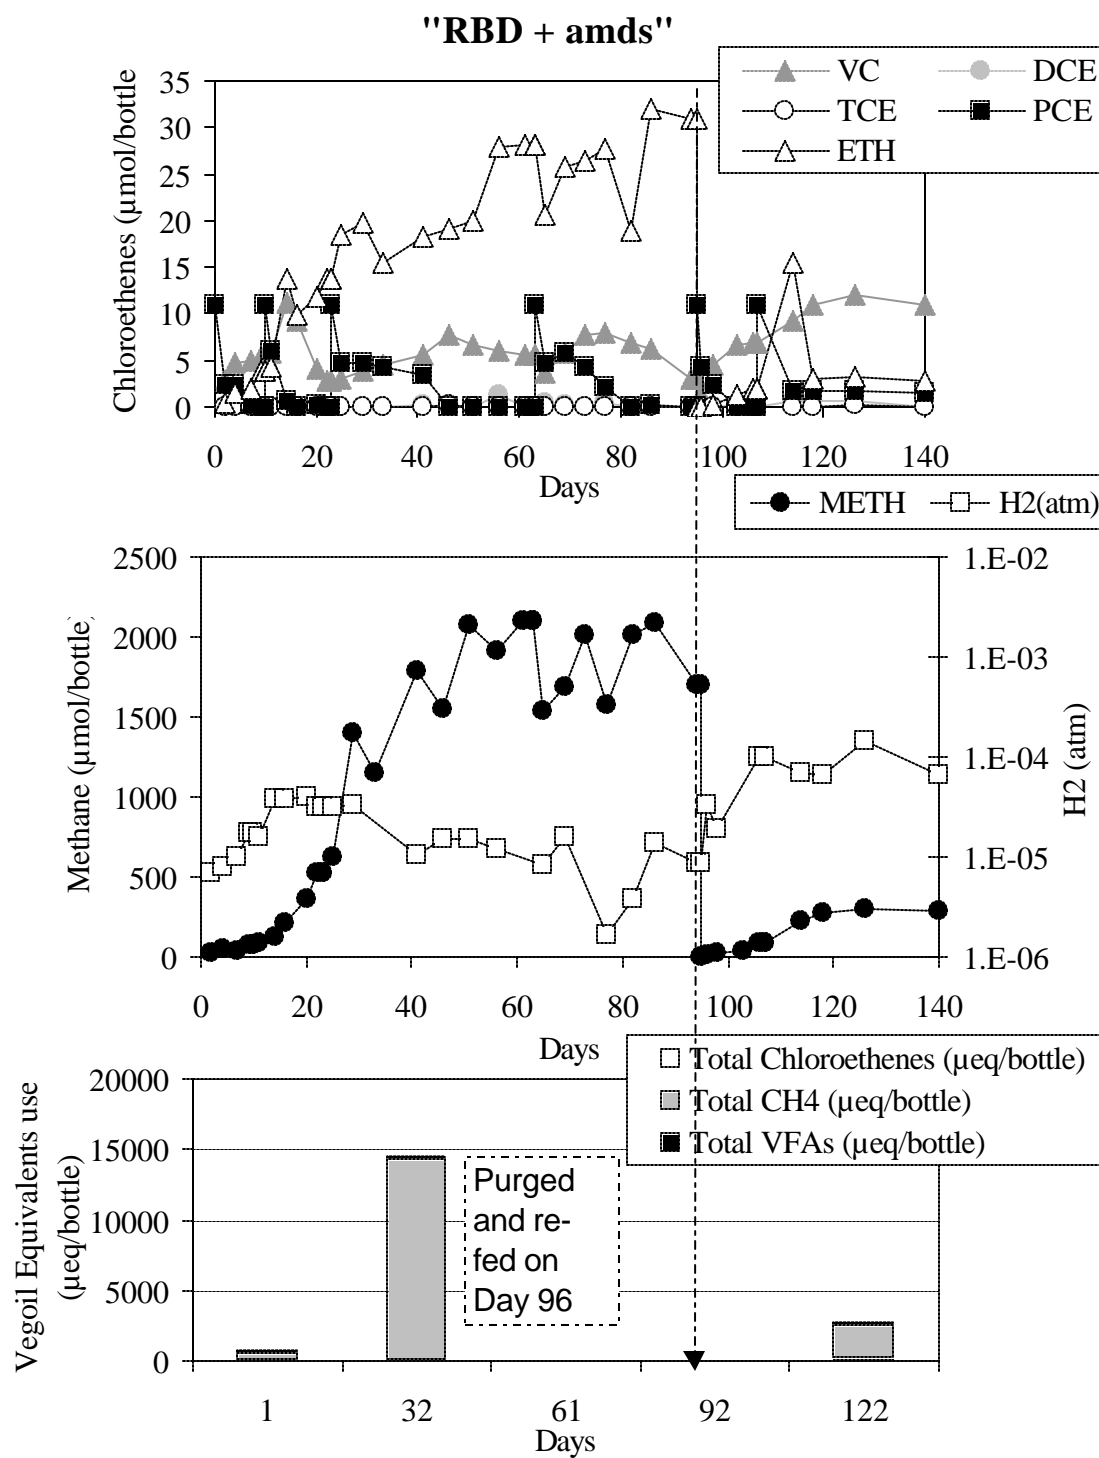 "RBD + amds"
VC DCE
TCE PCE
ETH
Chloroethenes (µmol/bottle
35
30
25
20
15
10
5
0
0 20 40 60 80 100 120 140
Days
METH H2(atm)
Methane (µmol/bottle)
2500
2000
1500
1000
500
0
1.E-02
1.E-03
1.E-04
1.E-05
1.E-06
H2 (atm)
0 20 40 60 80 100 120 140
Days
Total Chloroethenes (µeq/bottle)
Total CH4 (µeq/bottle)
Total VFAs (µeq/bottle)
Vegoil Equivalents use
(µeq/bottle)
20000
15000
10000
5000
0
Purged
and re-
fed on
Day 96
1 32 61 92 122
Days